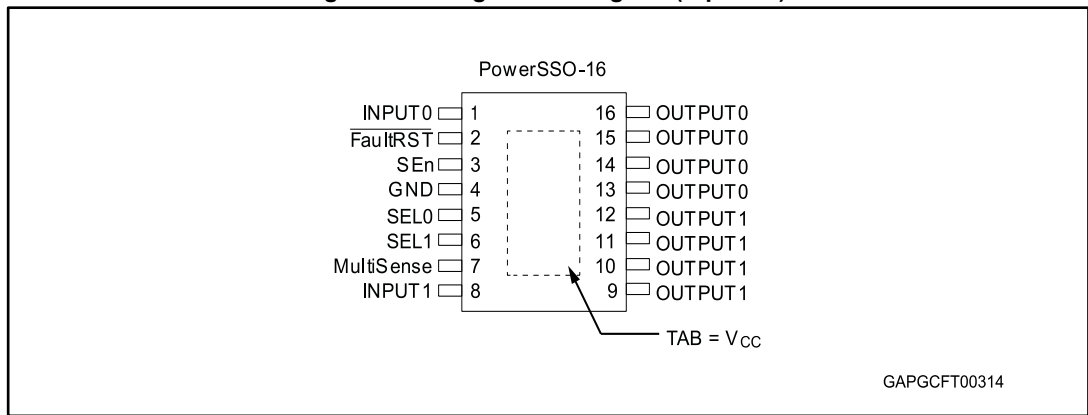 PowerSSO-16
INPUT0 1 16 OUTPUT0
FaultRST 2 15 OUTPUT0
SEn 3 14 OUTPUT0
GND 4 13 OUTPUT0
SEL0 5 12 OUTPUT1
SEL1 6 11 OUTPUT1
MultiSense 7 10 OUTPUT1
INPUT1 8 9 OUTPUT1
TAB = VCC
GAPGCFT00314